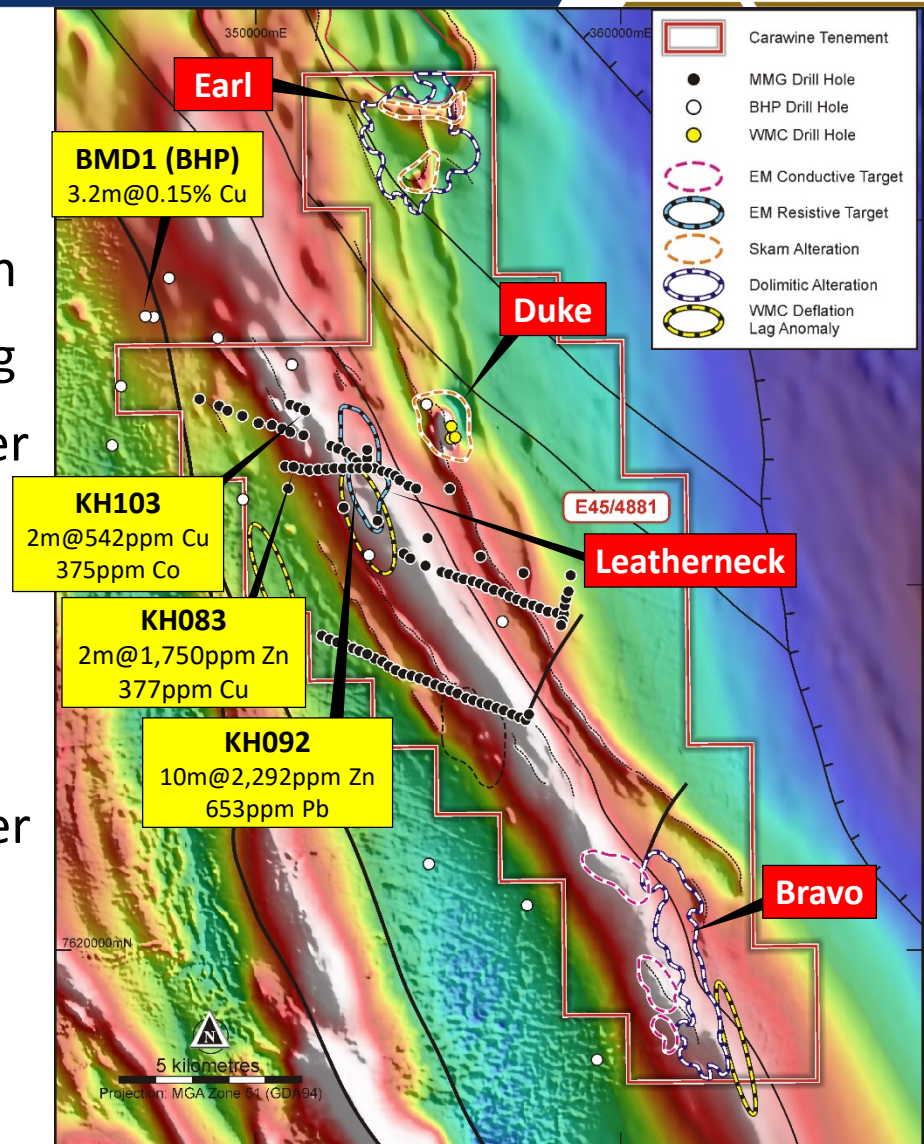 350000mE
360000mE
Carawine Tenement
MMG Drill Hole
BHP Drill Hole
WMC Drill Hole
EM Conductive Target
EM Resistive Target
Skarn Alteration
Dolimitic Alteration
WMC Deflation
Lag Anomaly
Earl
BMD1 (BHP)
3.2m@0.15% Cu
Duke
g
er
KH103
2m@542ppm Cu
375ppm Co
E45/4881
Leatherneck
KH083
2m@1,750ppm Zn
377ppm Cu
KH092
10m@2,292ppm Zn
653ppm Pb
er
Bravo
7620000mN
N
5 kilometres
Projection: MGA Zone 51 (GDA94)